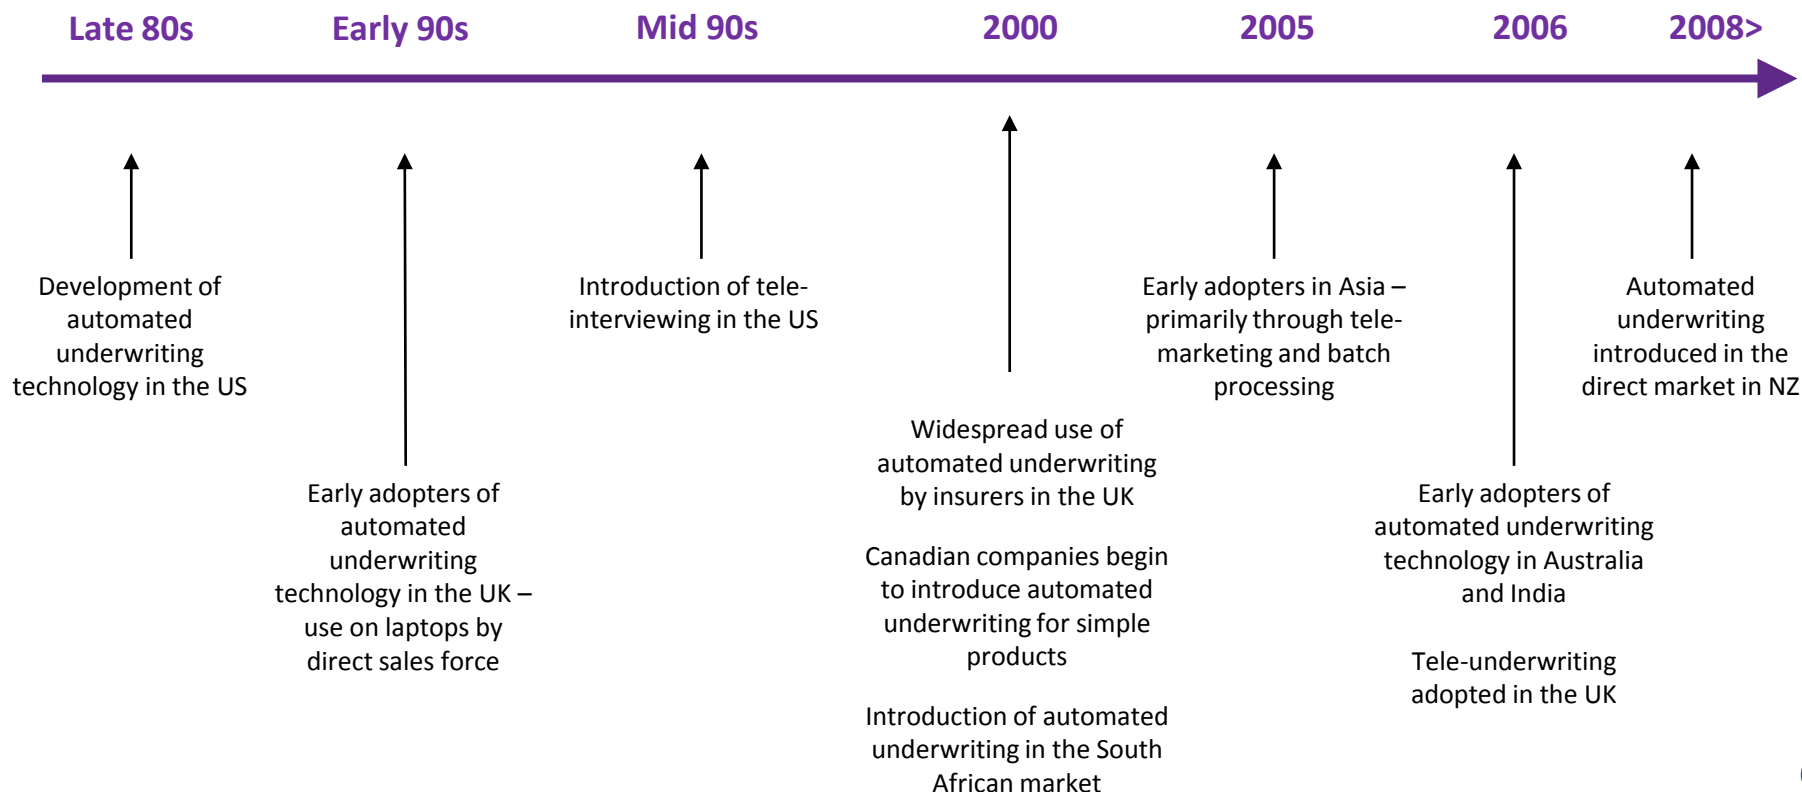 Late 80s
Early 90s
Mid 90s
2000
2005
2006
2008>
Development of
automated
underwriting
technology in the US
Early adopters of
automated
underwriting
technology in the UK –
use on laptops by
direct sales force
Introduction of tele-
interviewing in the US
Widespread use of
automated underwriting
by insurers in the UK
Canadian companies begin
to introduce automated
underwriting for simple
products
Introduction of automated
underwriting in the South
African market
Early adopters in Asia –
primarily through tele-
marketing and batch
processing
Early adopters of
automated underwriting
technology in Australia
and India
Tele-underwriting
adopted in the UK
Automated
underwriting
introduced in the
direct market in NZ